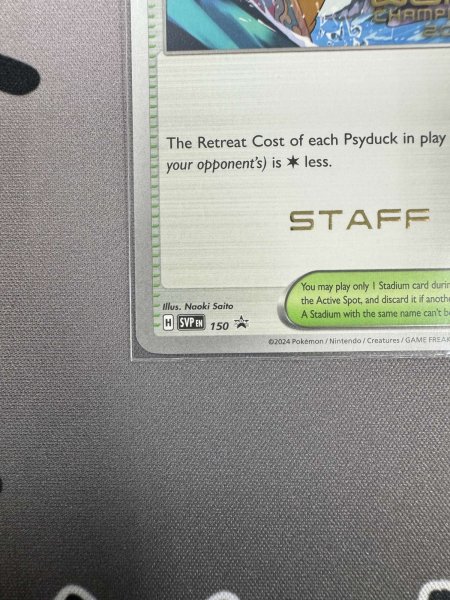 CHAMP
The Retreat Cost of each Psyduck in play
your opponent's) is ✶ less.
STAFF
You may play only 1 Stadium card durin
the Active Spot, and discard it if anoth
A Stadium with the same name can't b
Illus. Naoki Saito
H SVP EN 150
©2024 Pokémon / Nintendo / Creatures / GAME FREAK